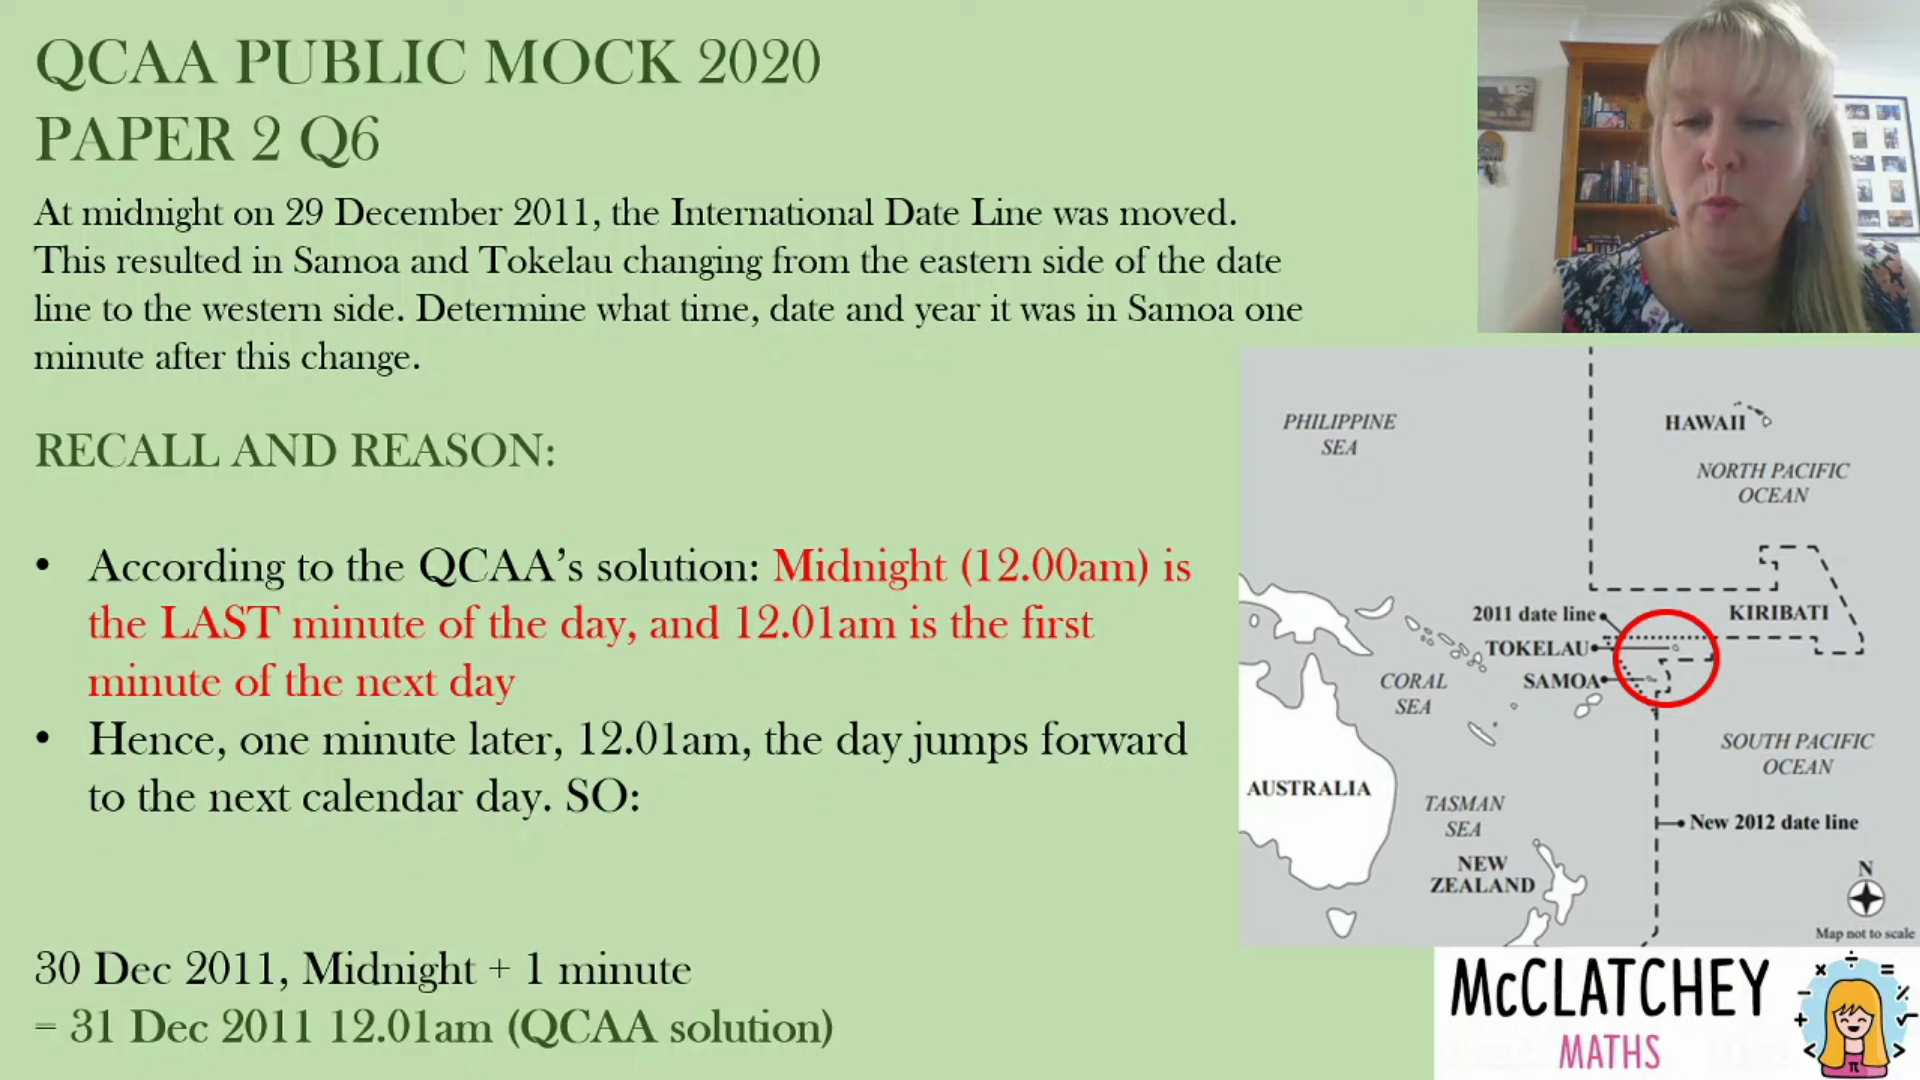 QCAA PUBLIC MOCK 2020
PAPER 2 Q6
At midnight on 29 December 2011, the International Date Line was moved.
This resulted in Samoa and Tokelau changing from the eastern side of the date
line to the western side. Determine what time, date and year it was in Samoa one
minute after this change.
RECALL AND REASON:
• According to the QCAA's solution: Midnight (12.00am) is
the LAST minute of the day, and 12.01am is the first
minute of the next day
• Hence, one minute later, 12.01am, the day jumps forward
to the next calendar day. SO:
30 Dec 2011, Midnight + 1 minute
= 31 Dec 2011 12.01am (QCAA solution)
PHILIPPINE
SEA
HAWAII
NORTH PACIFIC
OCEAN
2011 date line
KIRIBATI
TOKELAU
SAMOA
CORAL
SEA
SOUTH PACIFIC
OCEAN
AUSTRALIA
TASMAN
SEA
New 2012 date line
NEW
ZEALAND
N
Map not to scale
McCLATCHEY
MATHS
× ÷ =
- %
+ √
< π >